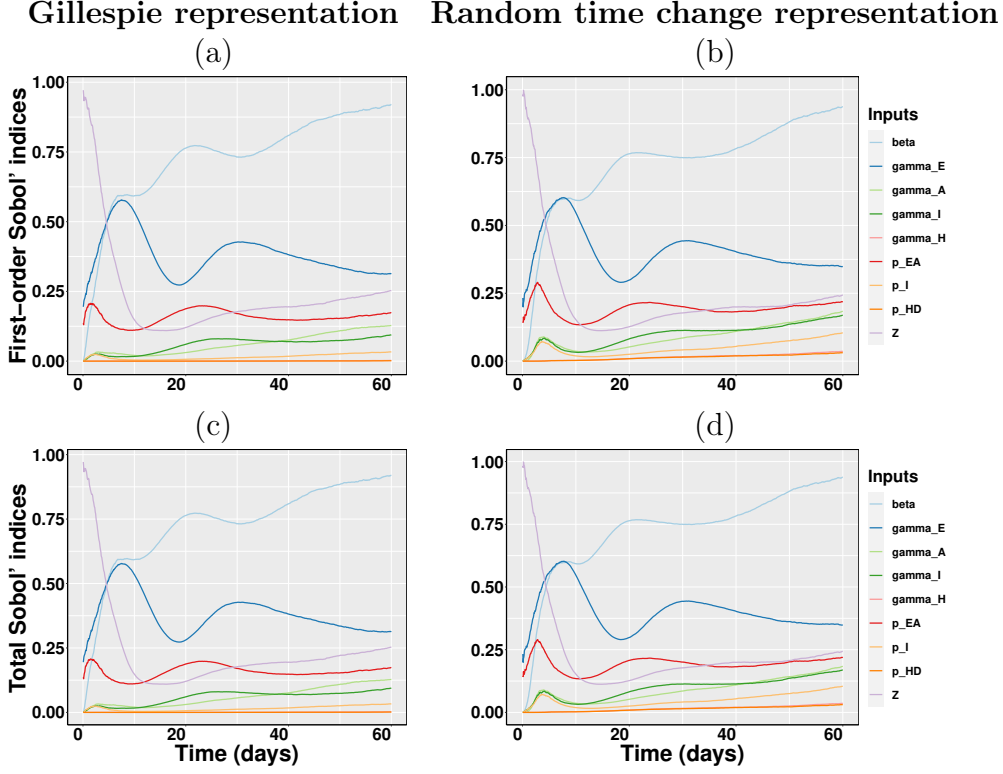 Gillespie representation
Random time change representation
(a)
(b)
First−order Sobol' indices
1.00
0.75
0.50
0.25
0.00
0
20
40
60
1.00
0.75
0.50
0.25
0.00
0
20
40
60
Inputs
beta
gamma_E
gamma_A
gamma_I
gamma_H
p_EA
p_I
p_HD
Z
(c)
(d)
Total Sobol' indices
1.00
0.75
0.50
0.25
0.00
0
20
40
60
Time (days)
1.00
0.75
0.50
0.25
0.00
0
20
40
60
Time (days)
Inputs
beta
gamma_E
gamma_A
gamma_I
gamma_H
p_EA
p_I
p_HD
Z